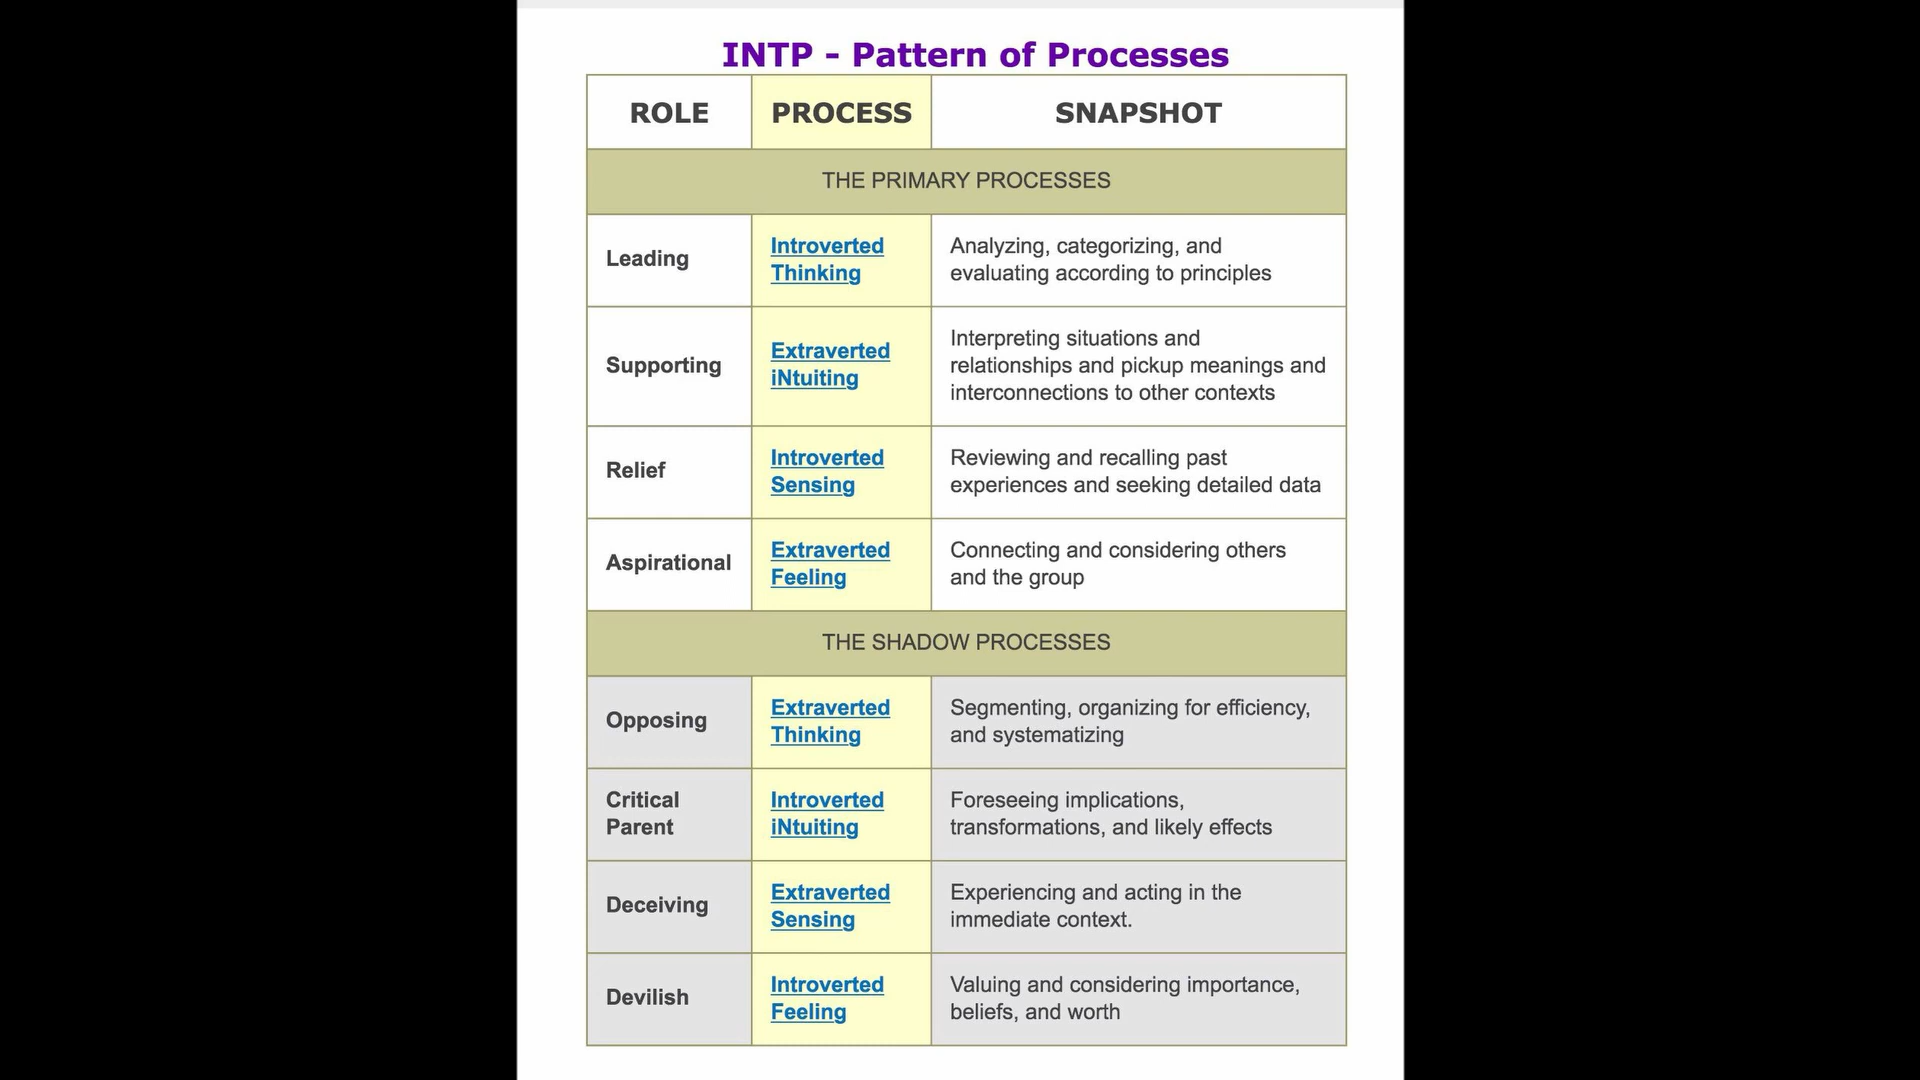 INTP - Pattern of Processes
ROLE PROCESS SNAPSHOT
THE PRIMARY PROCESSES
Leading
Introverted
Thinking
Analyzing, categorizing, and
evaluating according to principles
Supporting
Extraverted
iNtuiting
Interpreting situations and
relationships and pickup meanings and
interconnections to other contexts
Relief
Introverted
Sensing
Reviewing and recalling past
experiences and seeking detailed data
Aspirational
Extraverted
Feeling
Connecting and considering others
and the group
THE SHADOW PROCESSES
Opposing
Extraverted
Thinking
Segmenting, organizing for efficiency,
and systematizing
Critical
Parent
Introverted
iNtuiting
Foreseeing implications,
transformations, and likely effects
Deceiving
Extraverted
Sensing
Experiencing and acting in the
immediate context.
Devilish
Introverted
Feeling
Valuing and considering importance,
beliefs, and worth